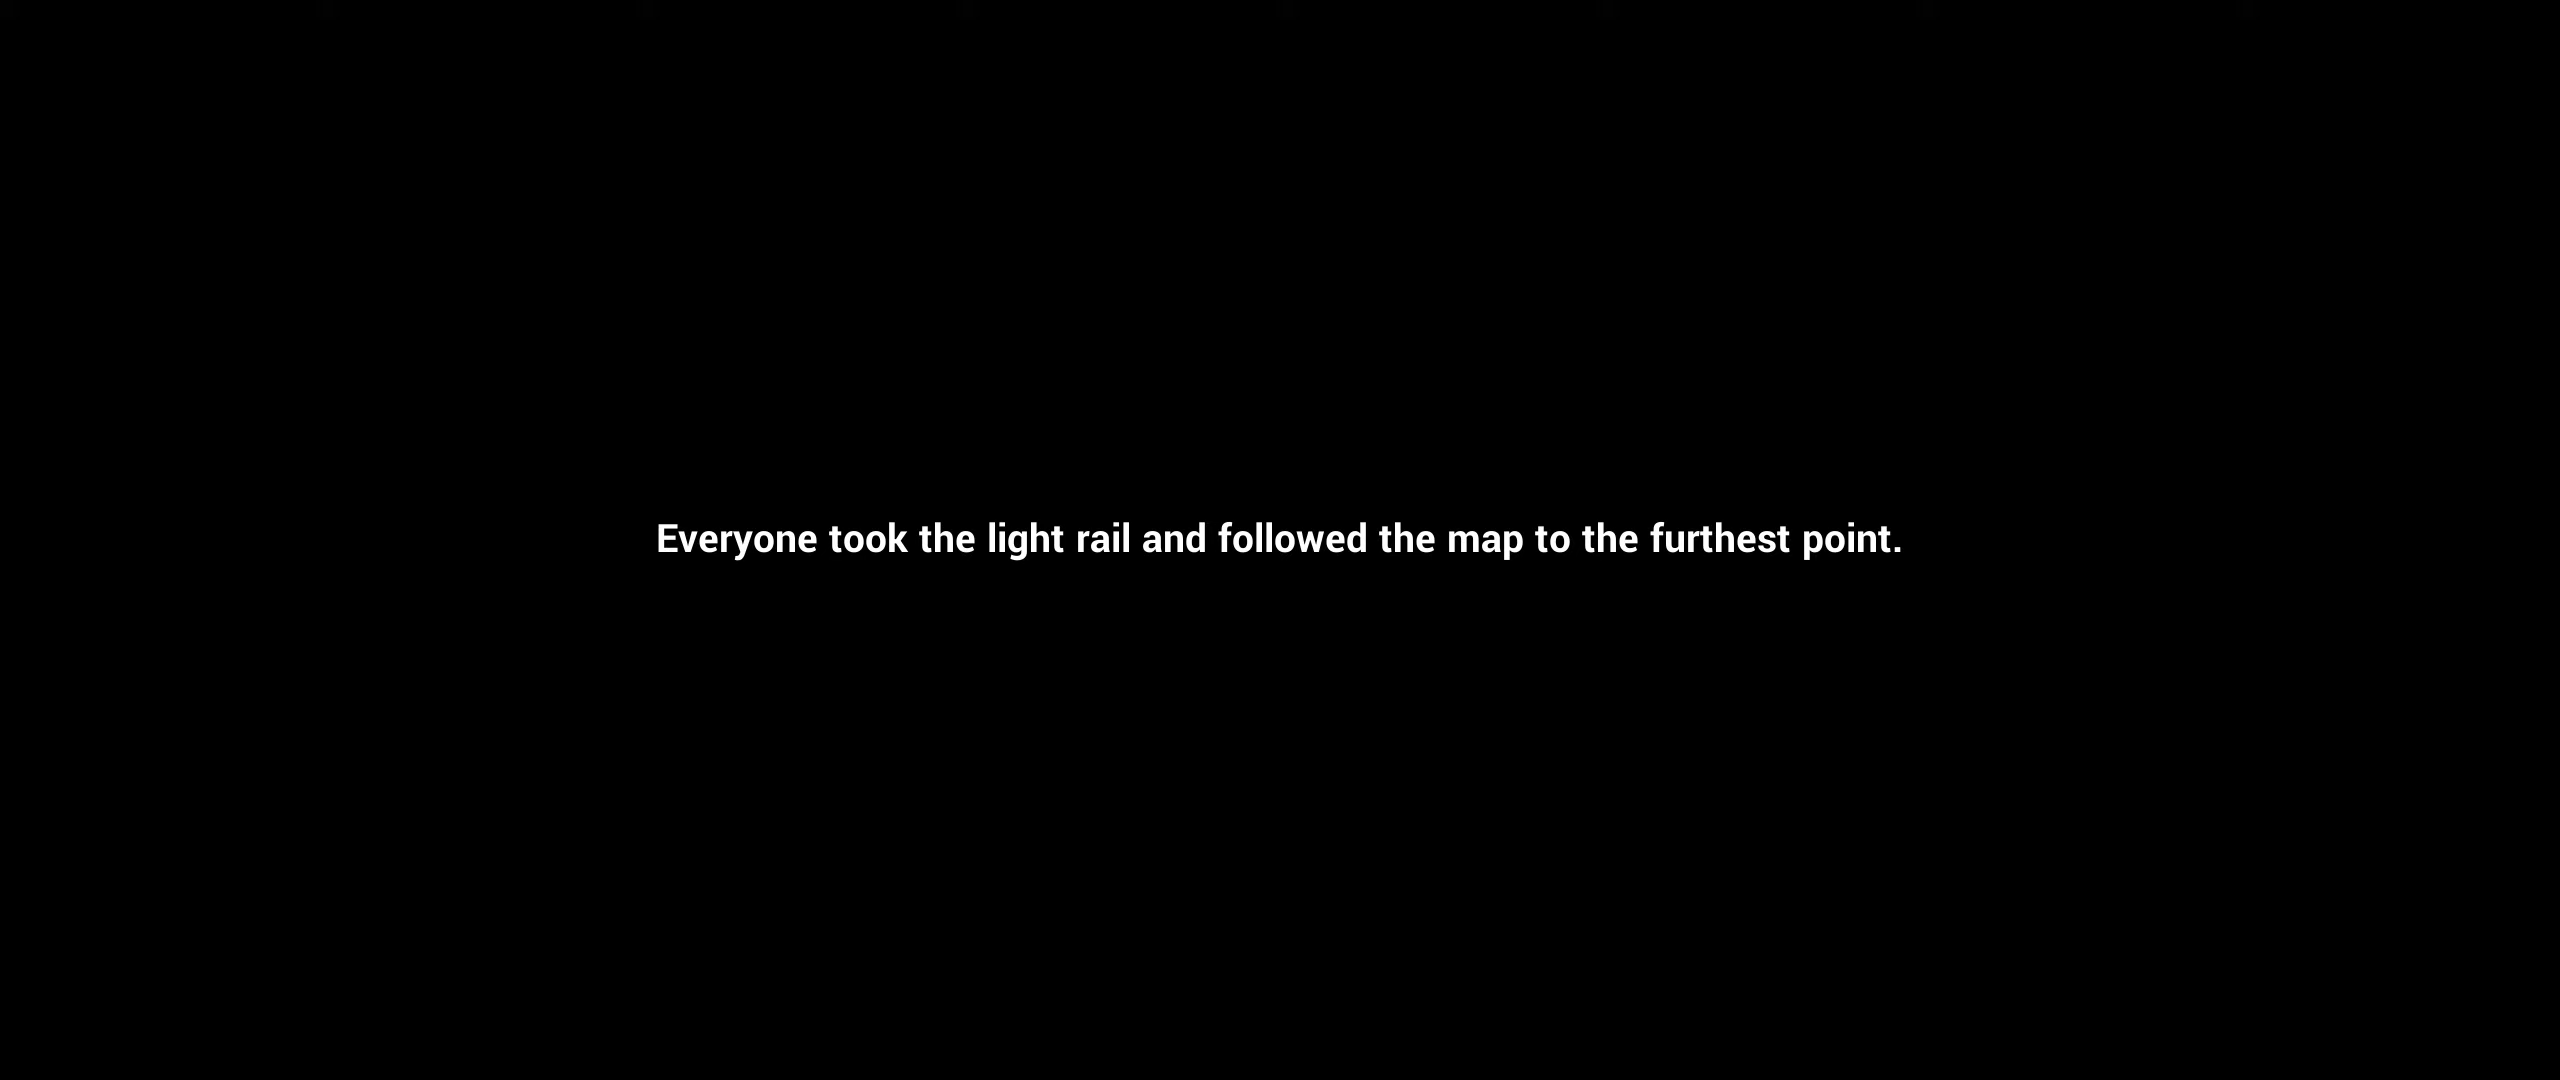 Everyone took the light rail and followed the map to the furthest point.